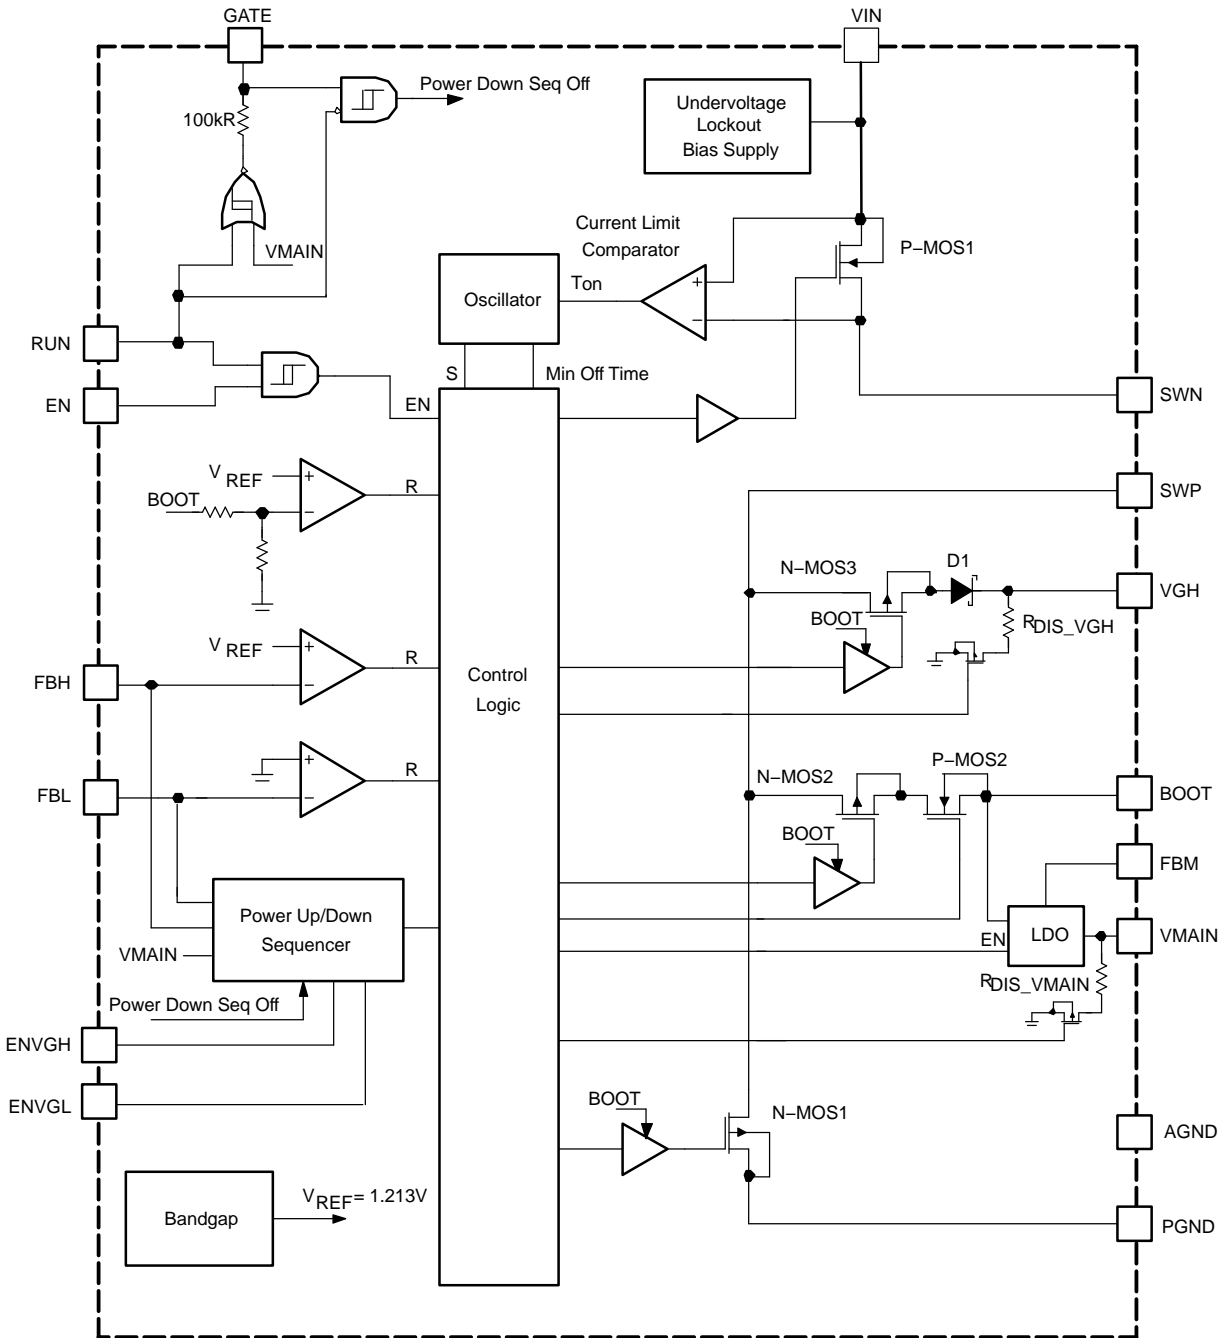 GATE
VIN
Power Down Seq Off
100kR
Undervoltage
Lockout
Bias Supply
VMAIN
Current Limit
Comparator
P−MOS1
Ton
+
−
Oscillator
RUN
S
Min Off Time
EN
EN
SWN
V REF
+
−
R
BOOT
SWP
N−MOS3
D1
VGH
BOOT
RDIS_VGH
V REF
+
−
R
FBH
Control
Logic
+
−
R
FBL
N−MOS2
P−MOS2
BOOT
BOOT
FBM
Power Up/Down
Sequencer
VMAIN
EN
LDO
VMAIN
RDIS_VMAIN
Power Down Seq Off
ENVGH
ENVGL
BOOT
N−MOS1
AGND
Bandgap
VREF= 1.213V
PGND